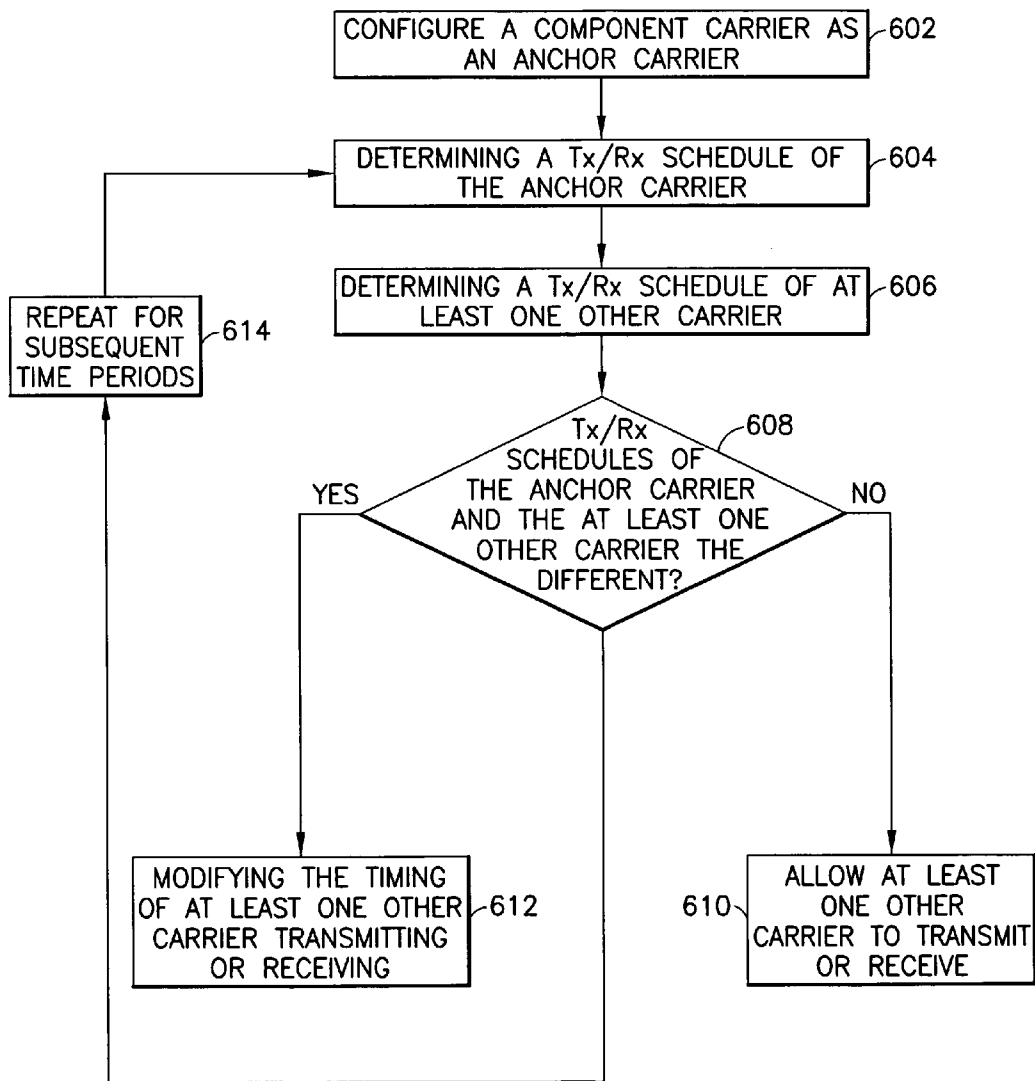 CONFIGURE A COMPONENT CARRIER AS
AN ANCHOR CARRIER
602
DETERMINING A Tx/Rx SCHEDULE OF
THE ANCHOR CARRIER
604
DETERMINING A Tx/Rx SCHEDULE OF AT
LEAST ONE OTHER CARRIER
606
REPEAT FOR
SUBSEQUENT
TIME PERIODS
614
Tx/Rx
SCHEDULES OF
THE ANCHOR CARRIER
AND THE AT LEAST ONE
OTHER CARRIER THE
DIFFERENT?
608
YES
NO
MODIFYING THE TIMING
OF AT LEAST ONE OTHER
CARRIER TRANSMITTING
OR RECEIVING
612
610
ALLOW AT LEAST
ONE OTHER
CARRIER TO TRANSMIT
OR RECEIVE